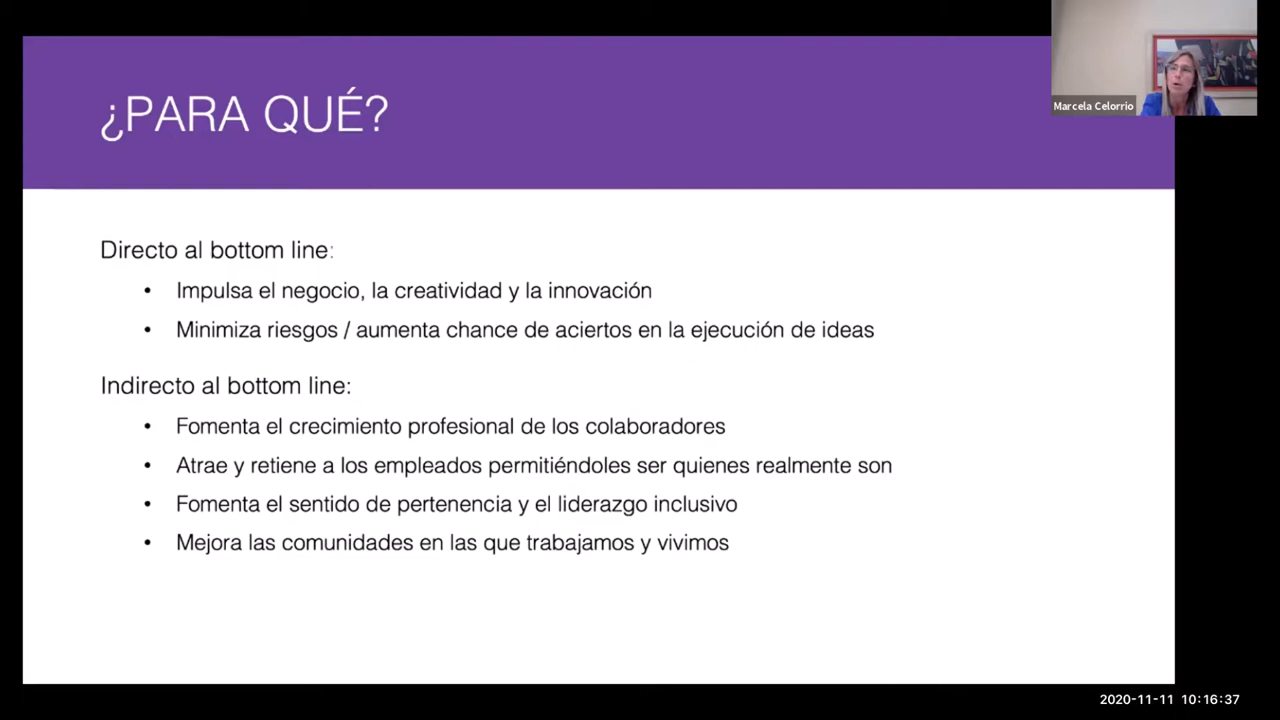 ¿PARA QUÉ?
Marcela Celorrio
Directo al bottom line:
• Impulsa el negocio, la creatividad y la innovación
• Minimiza riesgos / aumenta chance de aciertos en la ejecución de ideas
Indirecto al bottom line:
• Fomenta el crecimiento profesional de los colaboradores
• Atrae y retiene a los empleados permitiéndoles ser quienes realmente son
• Fomenta el sentido de pertenencia y el liderazgo inclusivo
• Mejora las comunidades en las que trabajamos y vivimos
2020-11-11 10:16:37